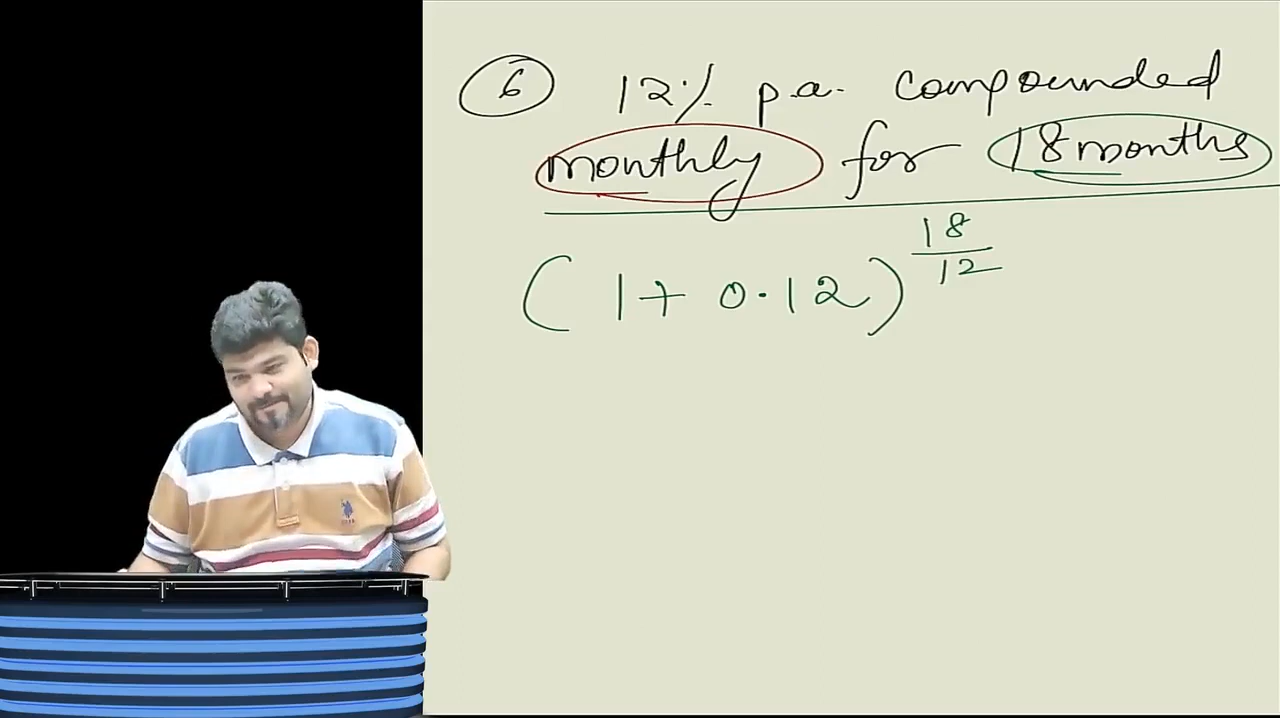 6 12% p.a. compounded
monthly for 18 months
(1 + 0.12)^18/12